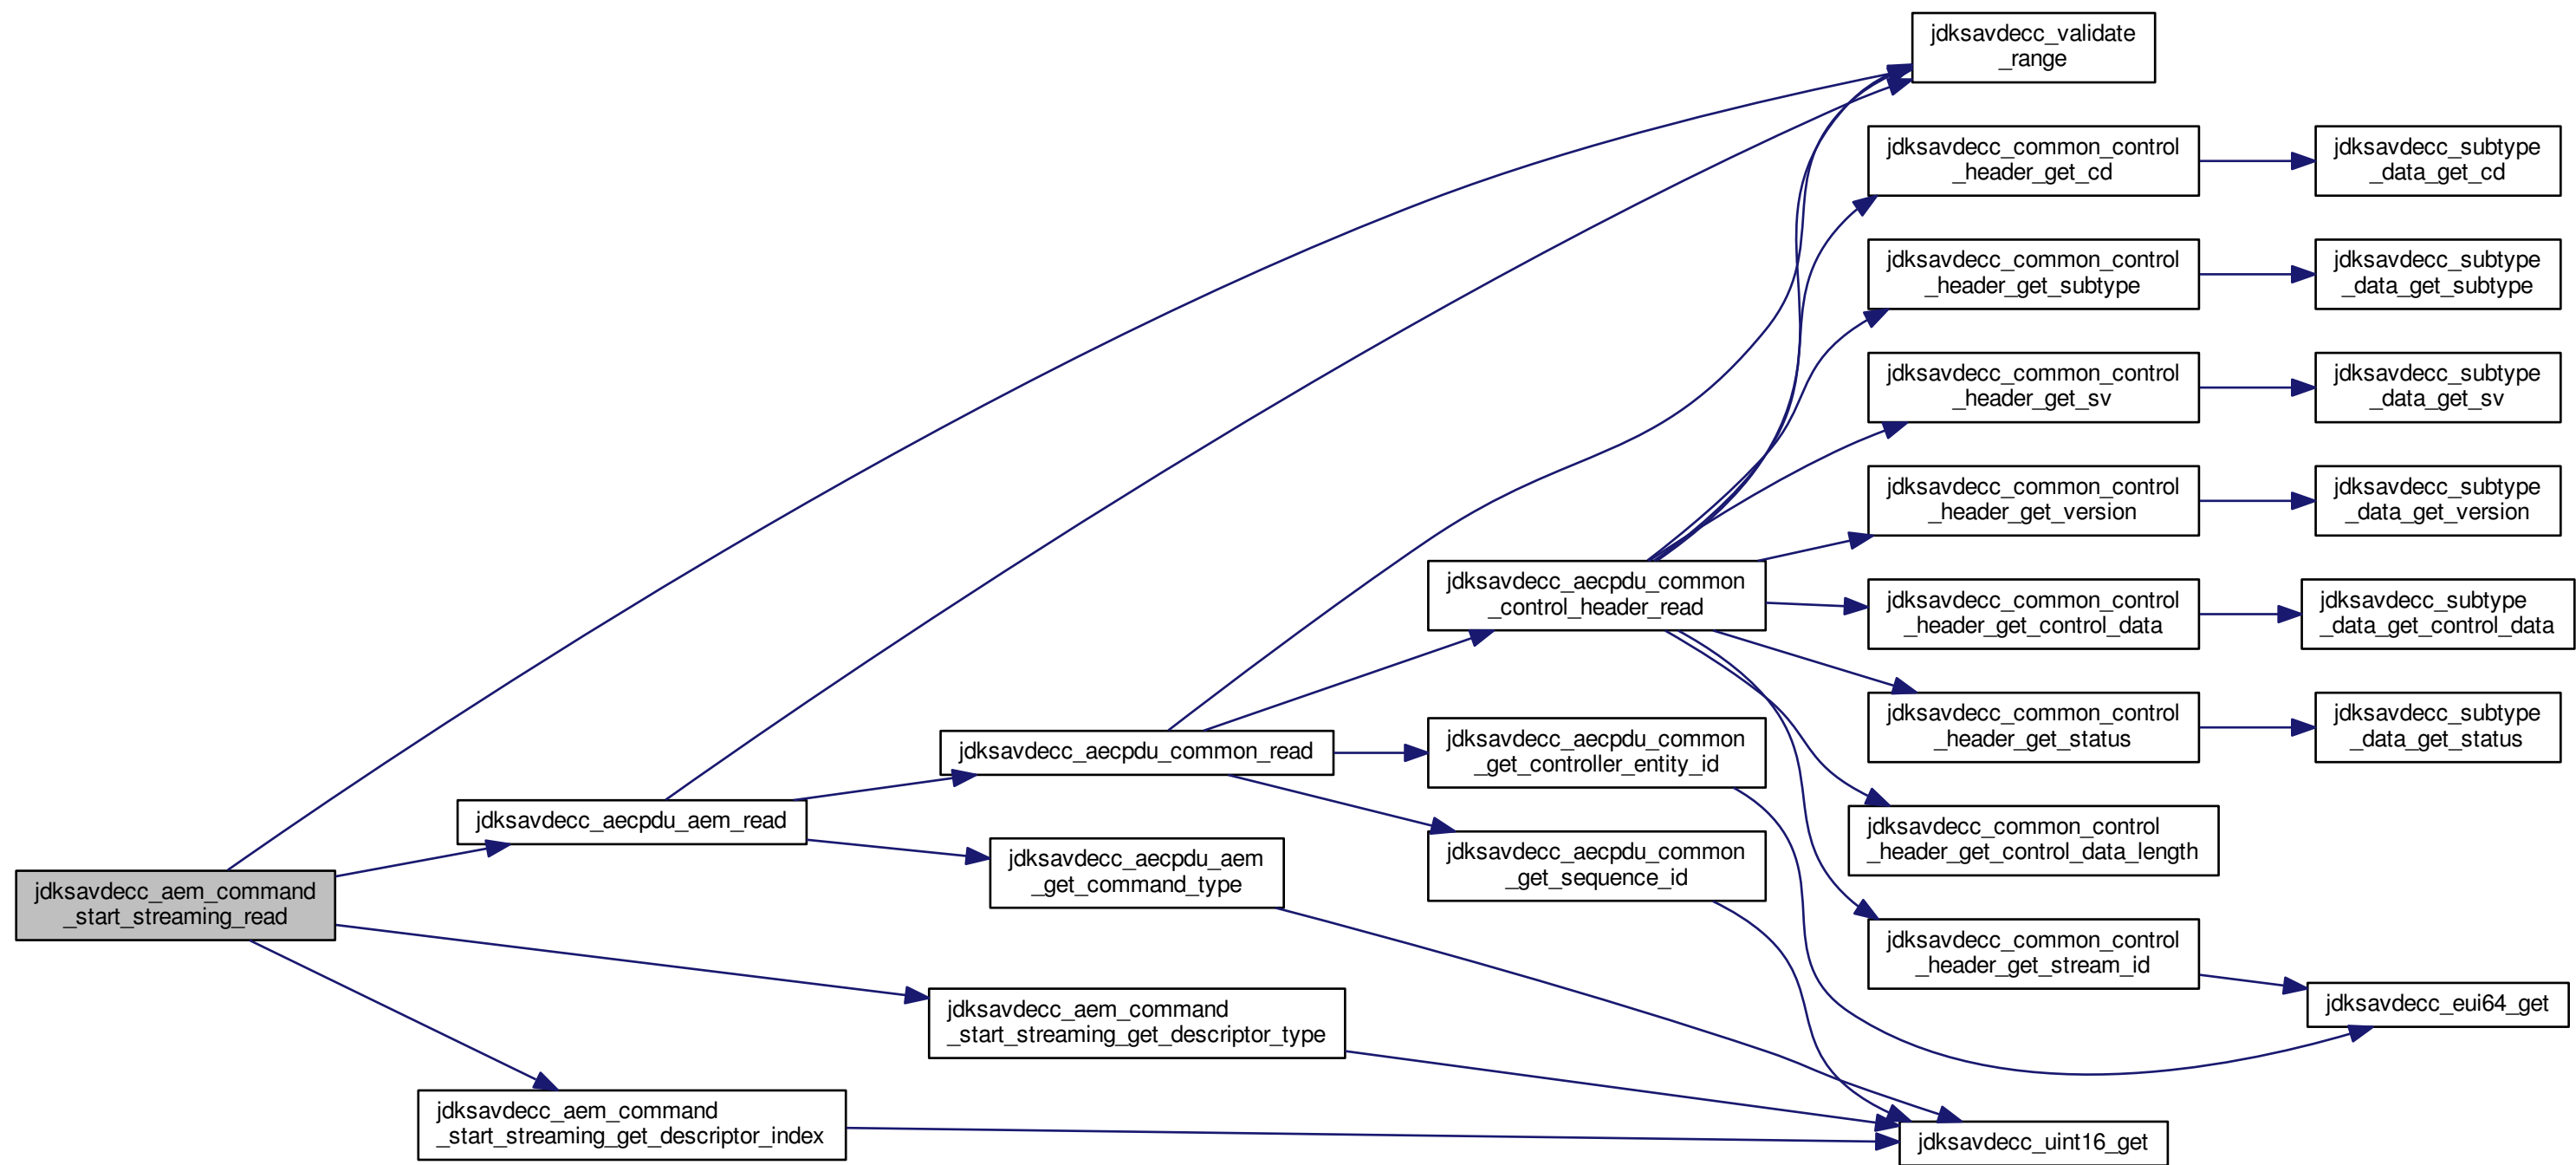 jdksavdecc_validate
_range
jdksavdecc_common_control
_header_get_cd
jdksavdecc_subtype
_data_get_cd
jdksavdecc_common_control
_header_get_subtype
jdksavdecc_subtype
_data_get_subtype
jdksavdecc_common_control
_header_get_sv
jdksavdecc_subtype
_data_get_sv
jdksavdecc_common_control
_header_get_version
jdksavdecc_subtype
_data_get_version
jdksavdecc_aecpdu_common
_control_header_read
jdksavdecc_common_control
_header_get_control_data
jdksavdecc_subtype
_data_get_control_data
jdksavdecc_common_control
_header_get_status
jdksavdecc_subtype
_data_get_status
jdksavdecc_aecpdu_common_read
jdksavdecc_aecpdu_common
_get_controller_entity_id
jdksavdecc_aecpdu_aem_read
jdksavdecc_common_control
_header_get_control_data_length
jdksavdecc_aecpdu_aem
_get_command_type
jdksavdecc_aecpdu_common
_get_sequence_id
jdksavdecc_aem_command
_start_streaming_read
jdksavdecc_common_control
_header_get_stream_id
jdksavdecc_eui64_get
jdksavdecc_aem_command
_start_streaming_get_descriptor_type
jdksavdecc_aem_command
_start_streaming_get_descriptor_index
jdksavdecc_uint16_get